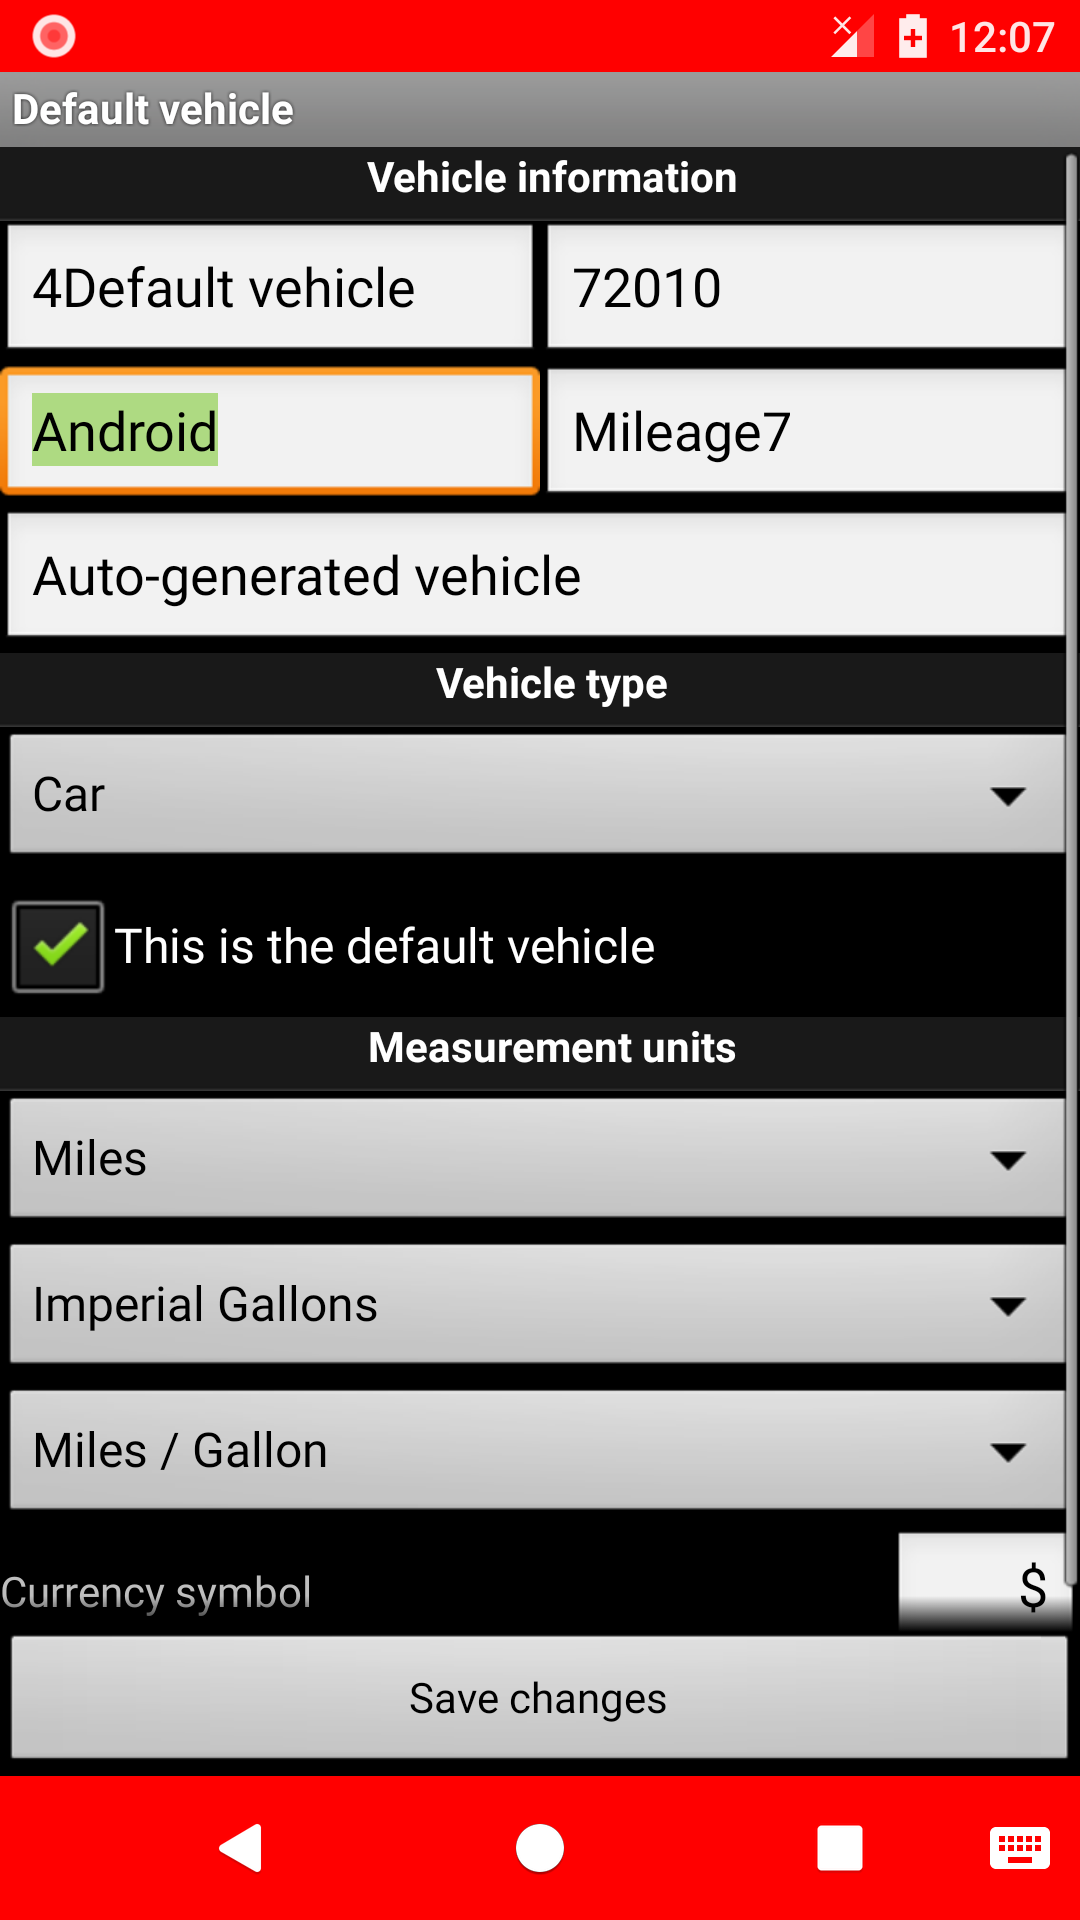 12:07
Default vehicle
Vehicle information
4Default vehicle 72010
Android Mileage7
Auto-generated vehicle
Vehicle type
Car
This is the default vehicle
Measurement units
Miles
Imperial Gallons
Miles / Gallon
Currency symbol $
Save changes